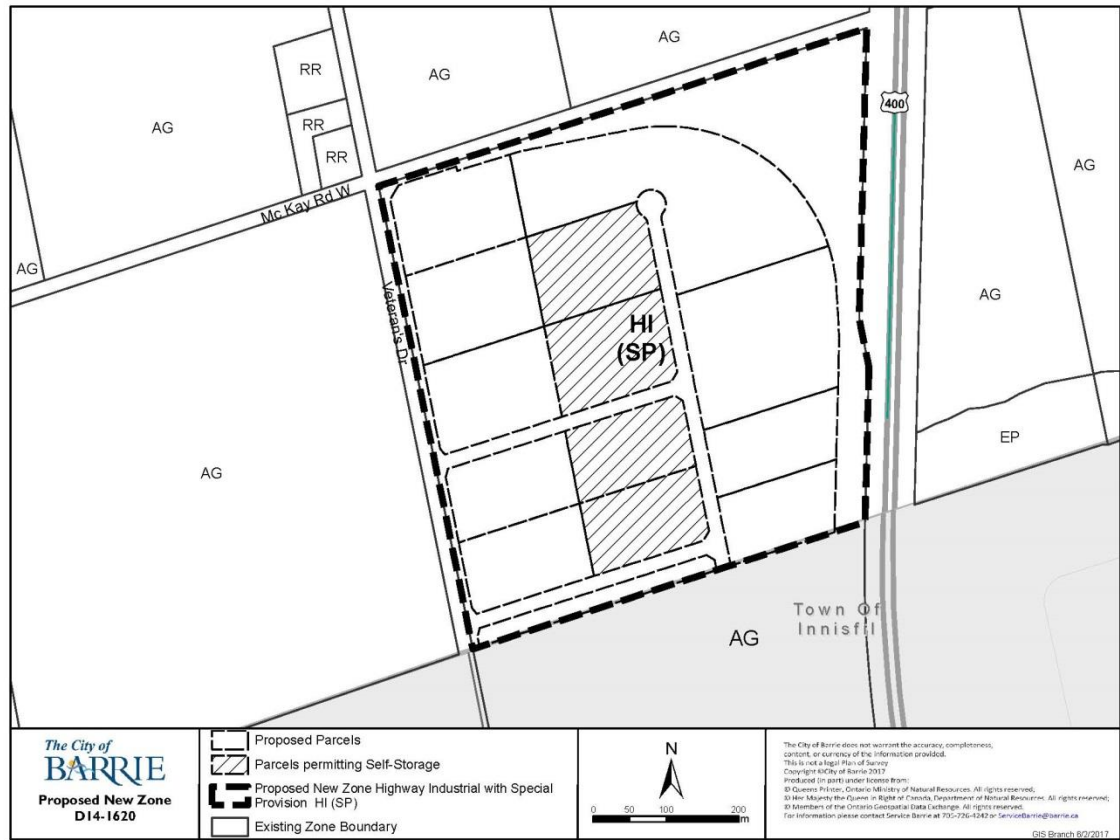 AG
RR
AG
AG
RR
RR
400
AG
Mc Kay Rd W
AG
Veteran's Dr
HI
(SP)
AG
AG
EP
Town Of
Innisfil
AG
The City of
BARRIE
Proposed New Zone
D14-1620
Proposed Parcels
Parcels permitting Self-Storage
Proposed New Zone Highway Industrial with Special
Provision HI (SP)
Existing Zone Boundary
N
0 50 100 200
m
The City of Barrie does not warrant the accuracy, completeness,
content, or currency of the information provided.
This is not a legal Plan of Survey
Copyright ©City of Barrie 2017
Produced (in part) under license from:
© Queens Printer, Ontario Ministry of Natural Resources. All rights reserved;
© Her Majesty the Queen in Right of Canada, Department of Natural Resources. All rights reserved;
© Members of the Ontario Geospatial Data Exchange. All rights reserved.
For information please contact Service Barrie at 705-726-4242 or ServiceBarrie@barrie.ca
GIS Branch 6/2/2017